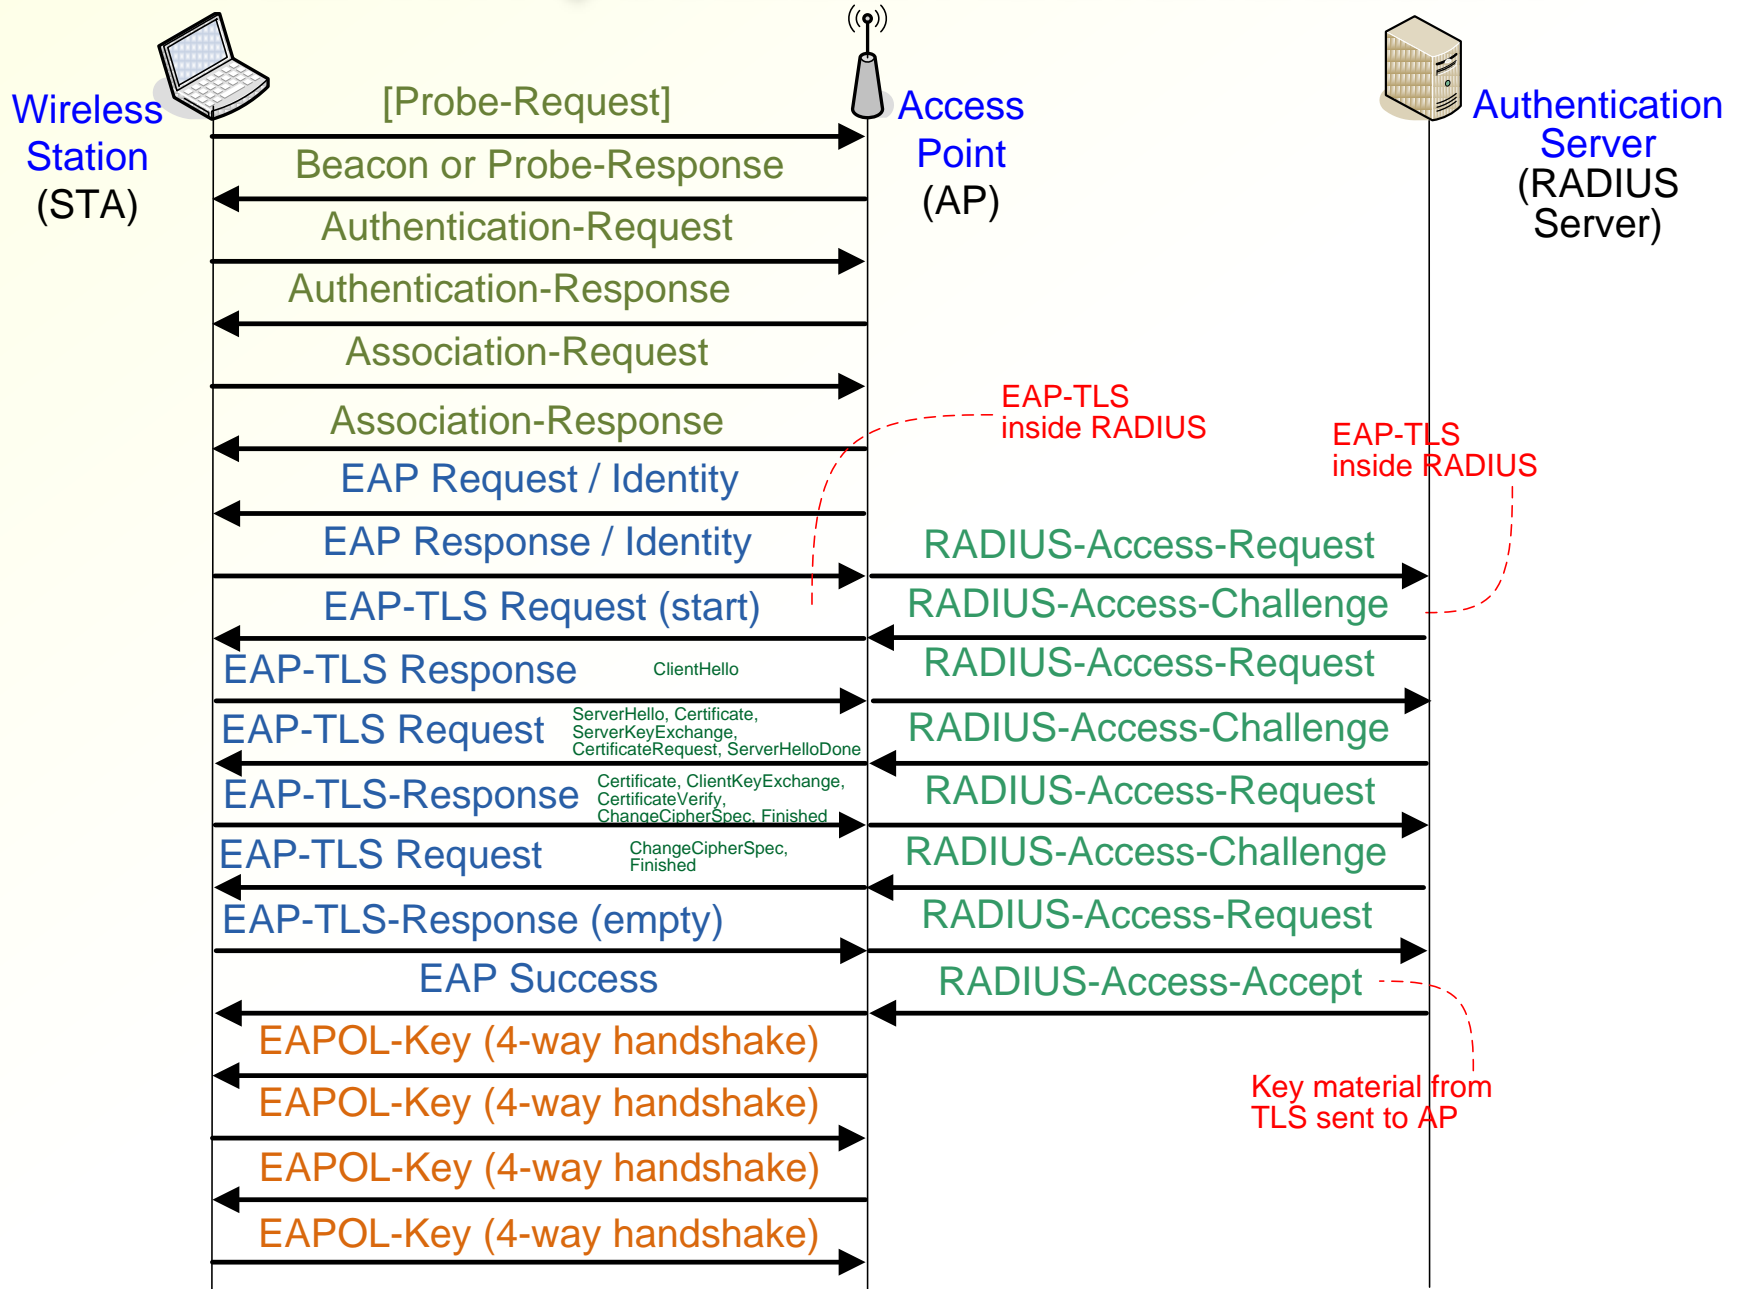 Wireless
Station
(STA)
Access
Point
(AP)
Authentication
Server
(RADIUS
Server)
[Probe-Request]
Beacon or Probe-Response
Authentication-Request
Authentication-Response
Association-Request
Association-Response
EAP-TLS
inside RADIUS
EAP-TLS
inside RADIUS
EAP Request / Identity
EAP Response / Identity
RADIUS-Access-Request
EAP-TLS Request (start)
RADIUS-Access-Challenge
EAP-TLS Response
ClientHello
RADIUS-Access-Request
EAP-TLS Request
ServerHello, Certificate,
ServerKeyExchange,
CertificateRequest, ServerHelloDone
RADIUS-Access-Challenge
EAP-TLS-Response
Certificate, ClientKeyExchange,
CertificateVerify,
ChangeCipherSpec, Finished
RADIUS-Access-Request
EAP-TLS Request
ChangeCipherSpec,
Finished
RADIUS-Access-Challenge
EAP-TLS-Response (empty)
RADIUS-Access-Request
EAP Success
RADIUS-Access-Accept
EAPOL-Key (4-way handshake)
Key material from
TLS sent to AP
EAPOL-Key (4-way handshake)
EAPOL-Key (4-way handshake)
EAPOL-Key (4-way handshake)